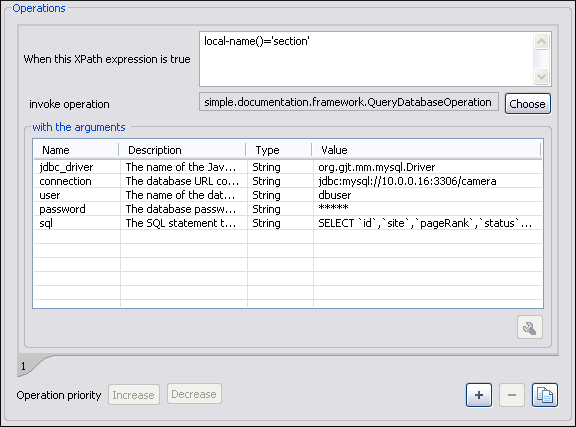 Operations
When this XPath expression is true
local-name()='section'
invoke operation
simple.documentation.framework.QueryDatabaseOperation
Choose
with the arguments
Name Description Type Value
jdbc_driver The name of the Jav... String org.gjt.mm.mysql.Driver
connection The database URL co... String jdbc:mysql://10.0.0.16:3306/camera
user The name of the dat... String dbuser
password The database passw... String *****
sql The SQL statement t... String SELECT `id`,`site`,`pageRank`,`status`...
1
Operation priority Increase Decrease + −